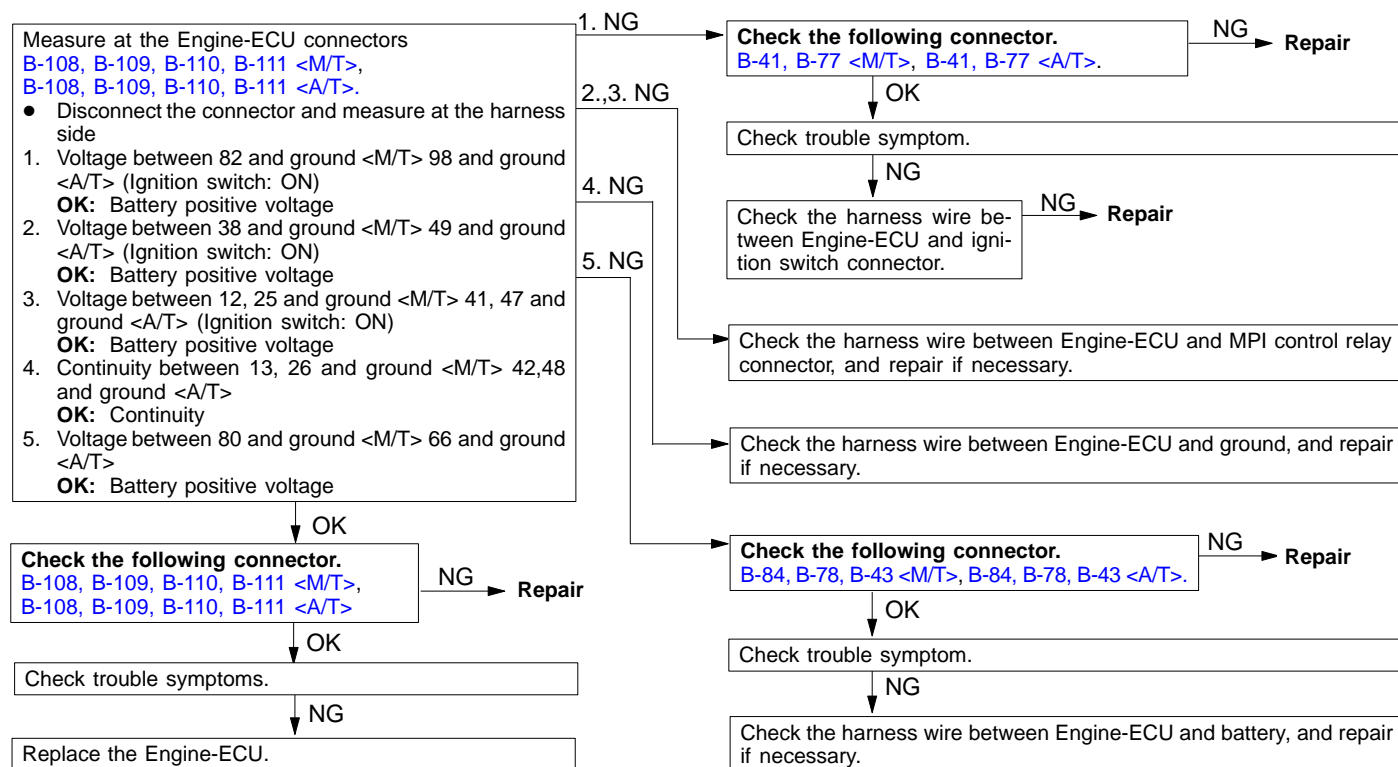 Measure at the Engine-ECU connectors
B-108, B-109, B-110, B-111 <M/T>,
B-108, B-109, B-110, B-111 <A/T>.
● Disconnect the connector and measure at the harness
side
1. Voltage between 82 and ground <M/T> 98 and ground
<A/T> (Ignition switch: ON)
OK: Battery positive voltage
2. Voltage between 38 and ground <M/T> 49 and ground
<A/T> (Ignition switch: ON)
OK: Battery positive voltage
3. Voltage between 12, 25 and ground <M/T> 41, 47 and
ground <A/T> (Ignition switch: ON)
OK: Battery positive voltage
4. Continuity between 13, 26 and ground <M/T> 42,48
and ground <A/T>
OK: Continuity
5. Voltage between 80 and ground <M/T> 66 and ground
<A/T>
OK: Battery positive voltage
OK
Check the following connector.
B-108, B-109, B-110, B-111 <M/T>,
B-108, B-109, B-110, B-111 <A/T>
NG
Repair
OK
Check trouble symptoms.
NG
Replace the Engine-ECU.
1. NG
Check the following connector.
B-41, B-77 <M/T>, B-41, B-77 <A/T>.
NG
Repair
OK
Check trouble symptom.
NG
Check the harness wire be-
tween Engine-ECU and igni-
tion switch connector.
NG
Repair
2.,3. NG
Check the harness wire between Engine-ECU and MPI control relay
connector, and repair if necessary.
4. NG
Check the harness wire between Engine-ECU and ground, and repair
if necessary.
5. NG
Check the following connector.
B-84, B-78, B-43 <M/T>, B-84, B-78, B-43 <A/T>.
NG
Repair
OK
Check trouble symptom.
NG
Check the harness wire between Engine-ECU and battery, and repair
if necessary.